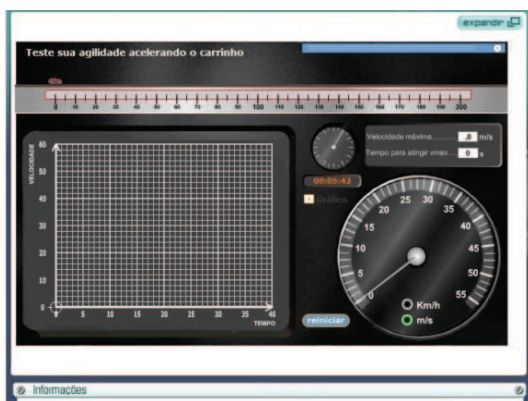 expandir
Teste sua agilidade acelerando o carrinho
0 10 20 30 40 50 60 70 80 90 100 110 120 130 140 150 160 170 180 190 200
Velocidade máxima ,0 m/s
Tempo para atingir vmax 0 s
00:05:42
Gráfico
VELOCIDADE
60
50
40
30
20
10
0
0 5 10 15 20 25 30 35 40
TEMPO
0 5 10 15 20 25 30 35 40 45 50 55
Km/h
m/s
reiniciar
Informações